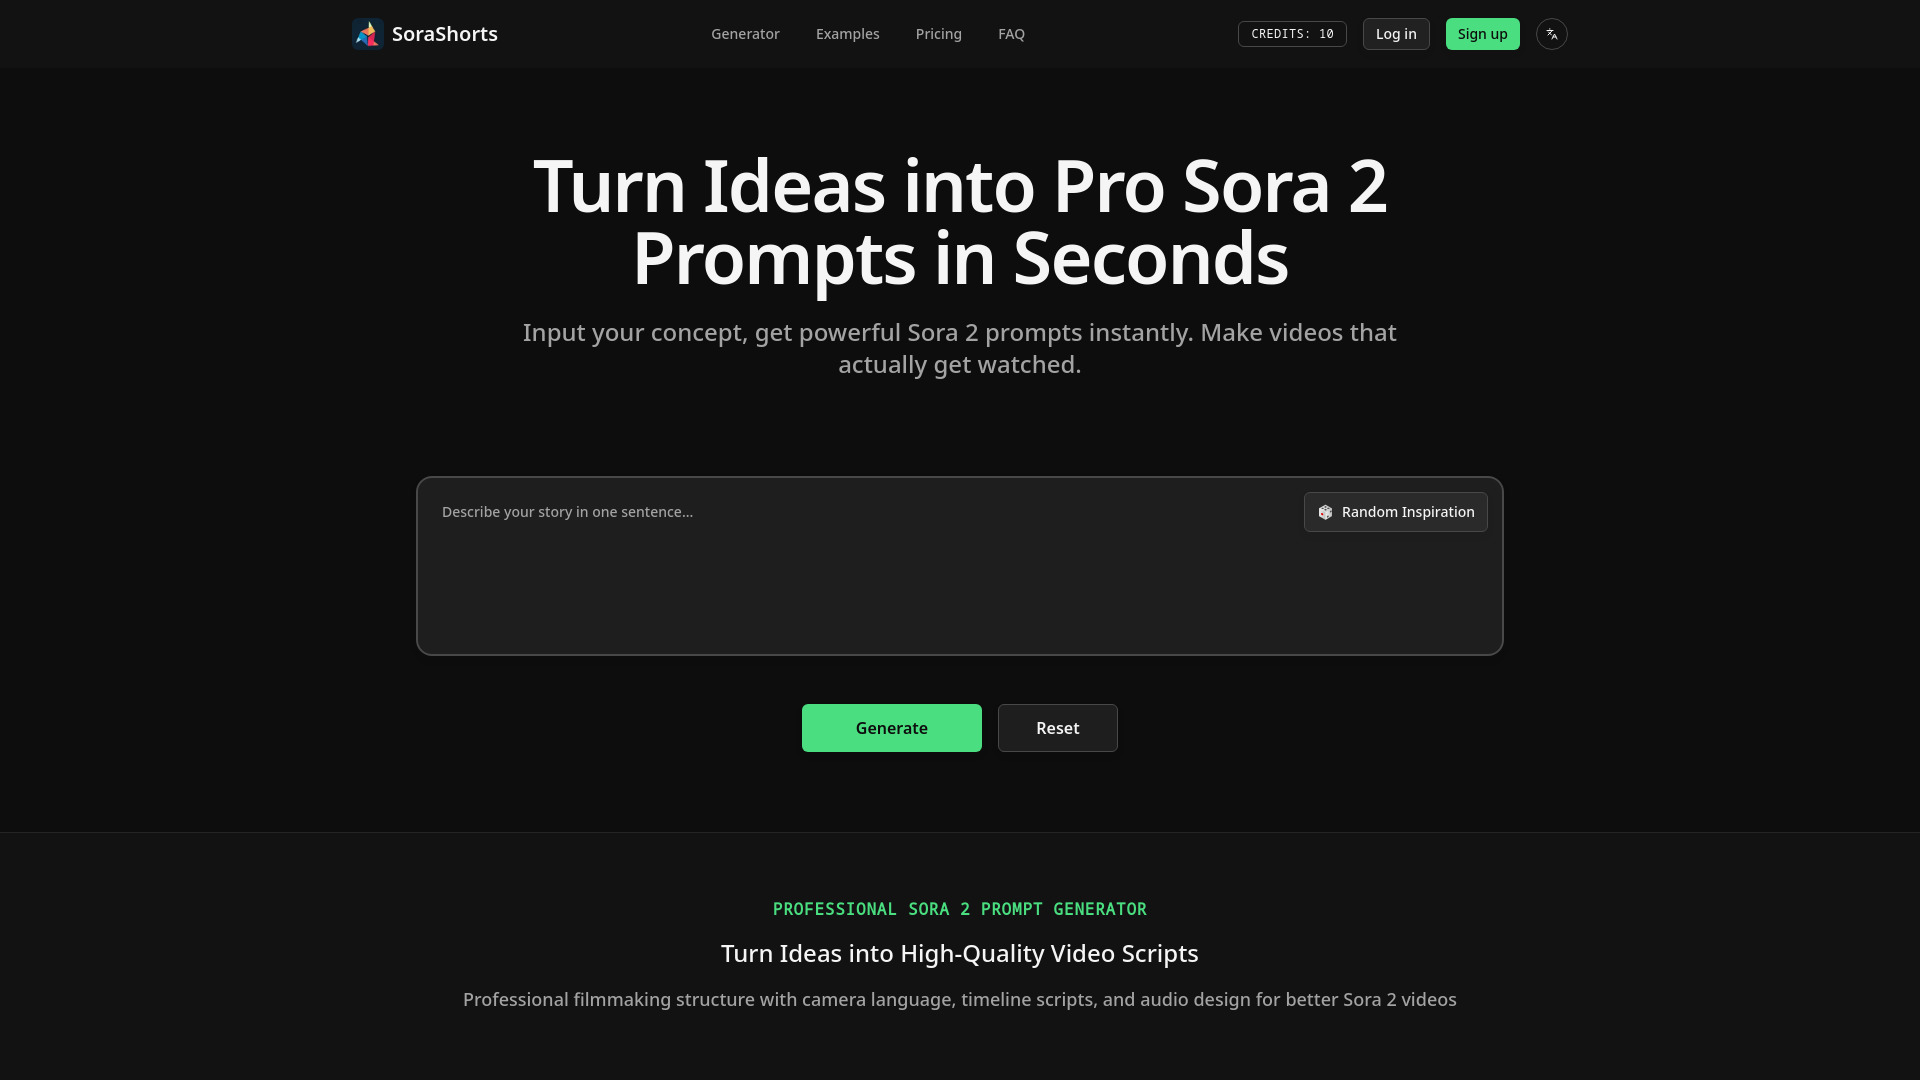 SoraShorts
Generator
Examples
Pricing
FAQ
CREDITS: 10
Log in
Sign up
Turn Ideas into Pro Sora 2
Prompts in Seconds
Input your concept, get powerful Sora 2 prompts instantly. Make videos that
actually get watched.
Describe your story in one sentence...
Random Inspiration
Generate
Reset
PROFESSIONAL SORA 2 PROMPT GENERATOR
Turn Ideas into High-Quality Video Scripts
Professional filmmaking structure with camera language, timeline scripts, and audio design for better Sora 2 videos